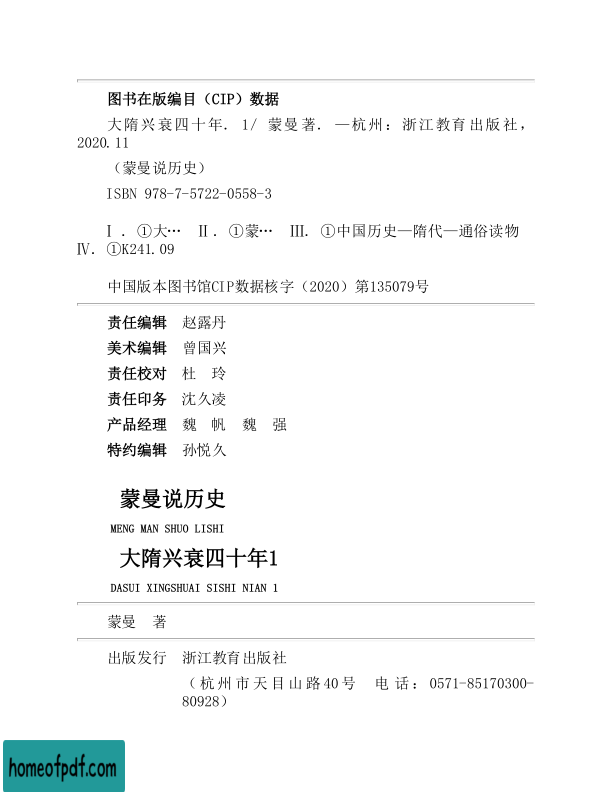 图书在版编目（CIP）数据
大隋兴衰四十年．1/ 蒙曼著．—杭州：浙江教育出版社，
2020.11
（蒙曼说历史）
ISBN 978-7-5722-0558-3
Ⅰ．①大… Ⅱ．①蒙… Ⅲ．①中国历史—隋代—通俗读物
Ⅳ．①K241.09
中国版本图书馆CIP数据核字（2020）第135079号
责任编辑 赵露丹
美术编辑 曾国兴
责任校对 杜 玲
责任印务 沈久凌
产品经理 魏 帆 魏 强
特约编辑 孙悦久
蒙曼说历史
MENG MAN SHUO LISHI
大隋兴衰四十年1
DASUI XINGSHUAI SISHI NIAN 1
蒙曼 著
出版发行 浙江教育出版社
（杭州市天目山路40号 电话：0571-85170300-
80928）
homeofpdf.com